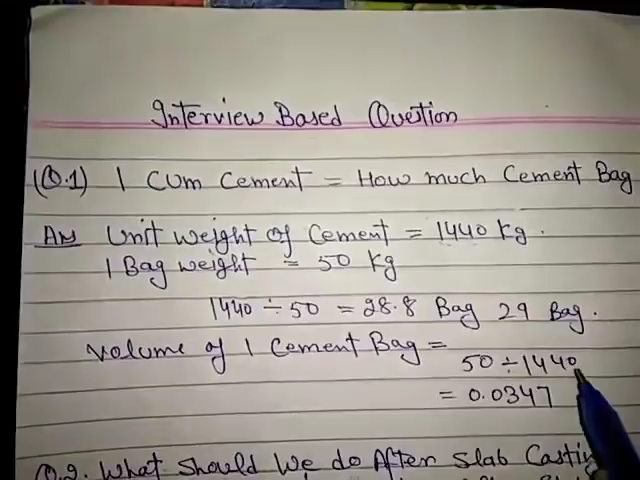 Interview Based Question
(Q.1) 1 Cum Cement = How much Cement Bag
Ans Unit weight of Cement = 1440 Kg.
1 Bag weight = 50 Kg
1440 ÷ 50 = 28.8 Bag 29 Bag.
Volume of 1 Cement Bag =
50 ÷ 1440
= 0.0347
Q.2. What should We do After Slab Casting